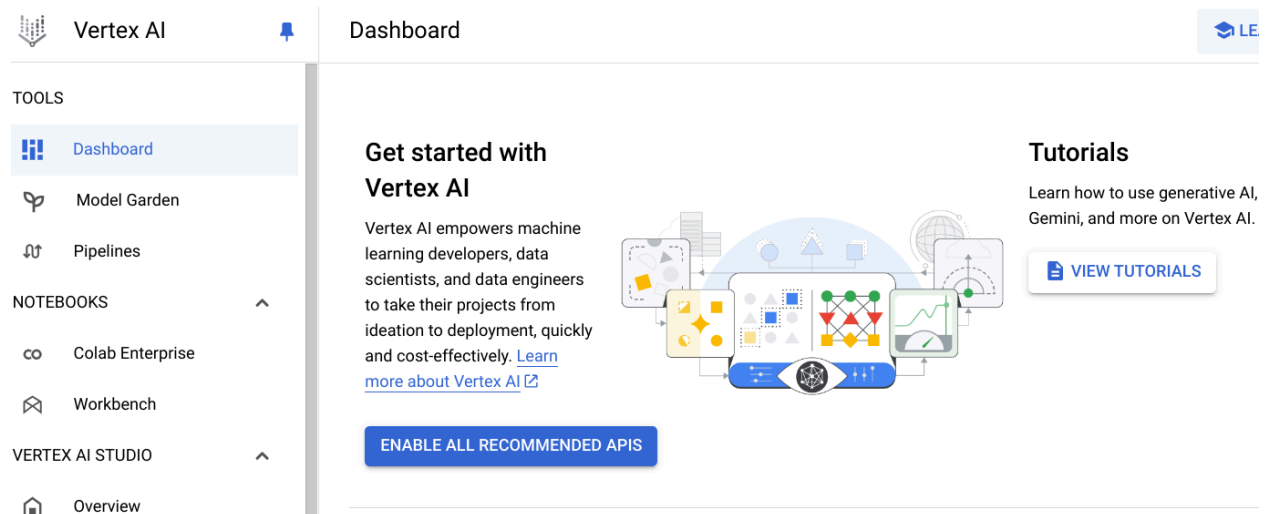 Vertex AI
Dashboard
TOOLS
Dashboard
Model Garden
Pipelines
NOTEBOOKS
Colab Enterprise
Workbench
VERTEX AI STUDIO
Overview
Get started with
Vertex AI
Vertex AI empowers machine
learning developers, data
scientists, and data engineers
to take their projects from
ideation to deployment, quickly
and cost-effectively. Learn
more about Vertex AI
ENABLE ALL RECOMMENDED APIS
Tutorials
Learn how to use generative AI,
Gemini, and more on Vertex AI.
VIEW TUTORIALS